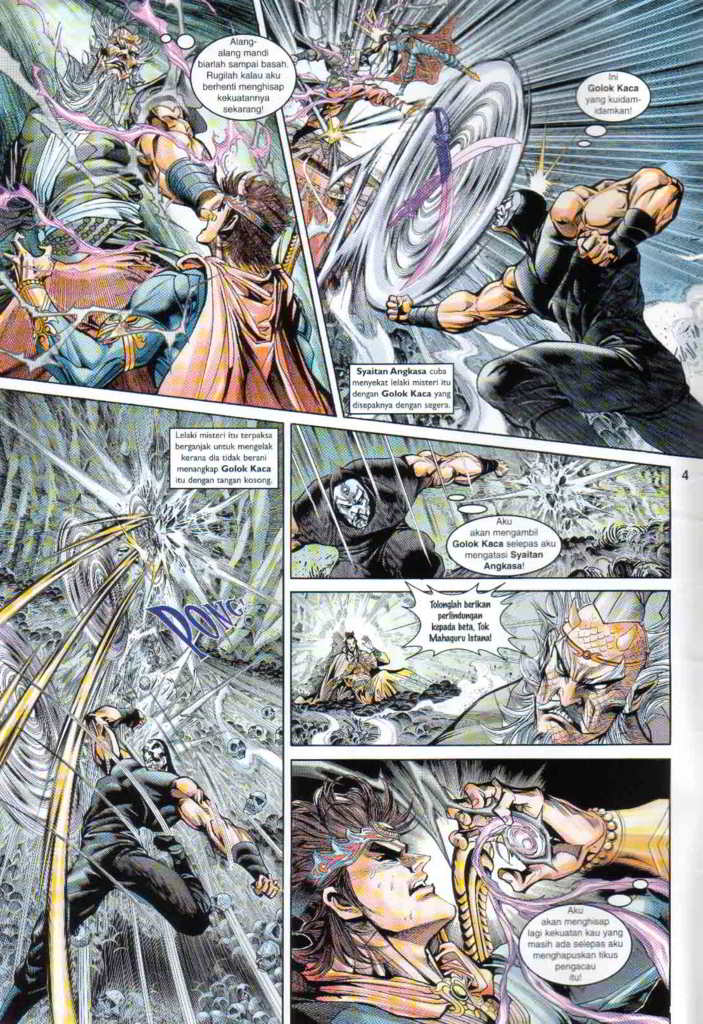 Alang-
alang mandi
biarlah sampai basah.
Rugilah kalau aku
berhenti menghisap
kekuatannya
sekarang!
Ini
Golok Kaca
yang kuidam-
idamkan!
Syaitan Angkasa cuba
menyekat lelaki misteri itu
dengan Golok Kaca yang
disepaknya dengan segera.
Lelaki misteri itu terpaksa
berganjak untuk mengelak
kerana dia tidak berani
menangkap Golok Kaca
itu dengan tangan kosong.
4
Aku
akan mengambil
Golok Kaca selepas aku
mengatasi Syaitan
Angkasa!
Tolonglah berikan
perlindungan
kepada beta, Tok
Mahaguru Istana!
Aku
akan menghisap
lagi kekuatan kau yang
masih ada selepas aku
menghapuskan tikus
pengacau
itu!